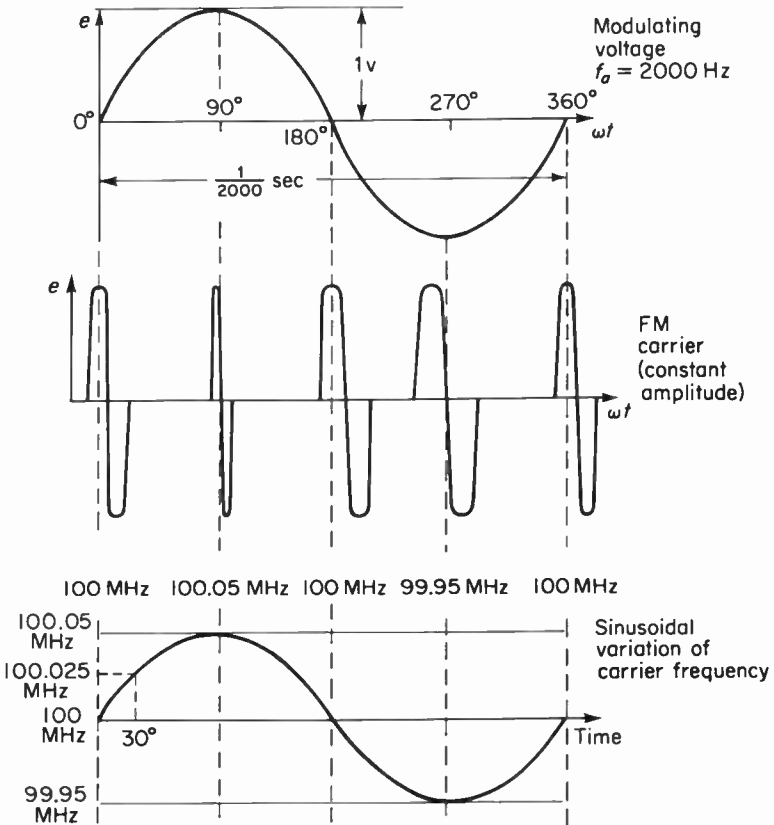 e
Modulating
voltage
fa = 2000 Hz
1v
0°
90°
180°
270°
360°
ωt
1/2000 sec
e
FM
carrier
(constant
amplitude)
ωt
100 MHz 100.05 MHz 100 MHz 99.95 MHz 100 MHz
100.05
MHz
Sinusoidal
variation of
carrier frequency
100.025
MHz
100
MHz
30°
Time
99.95
MHz